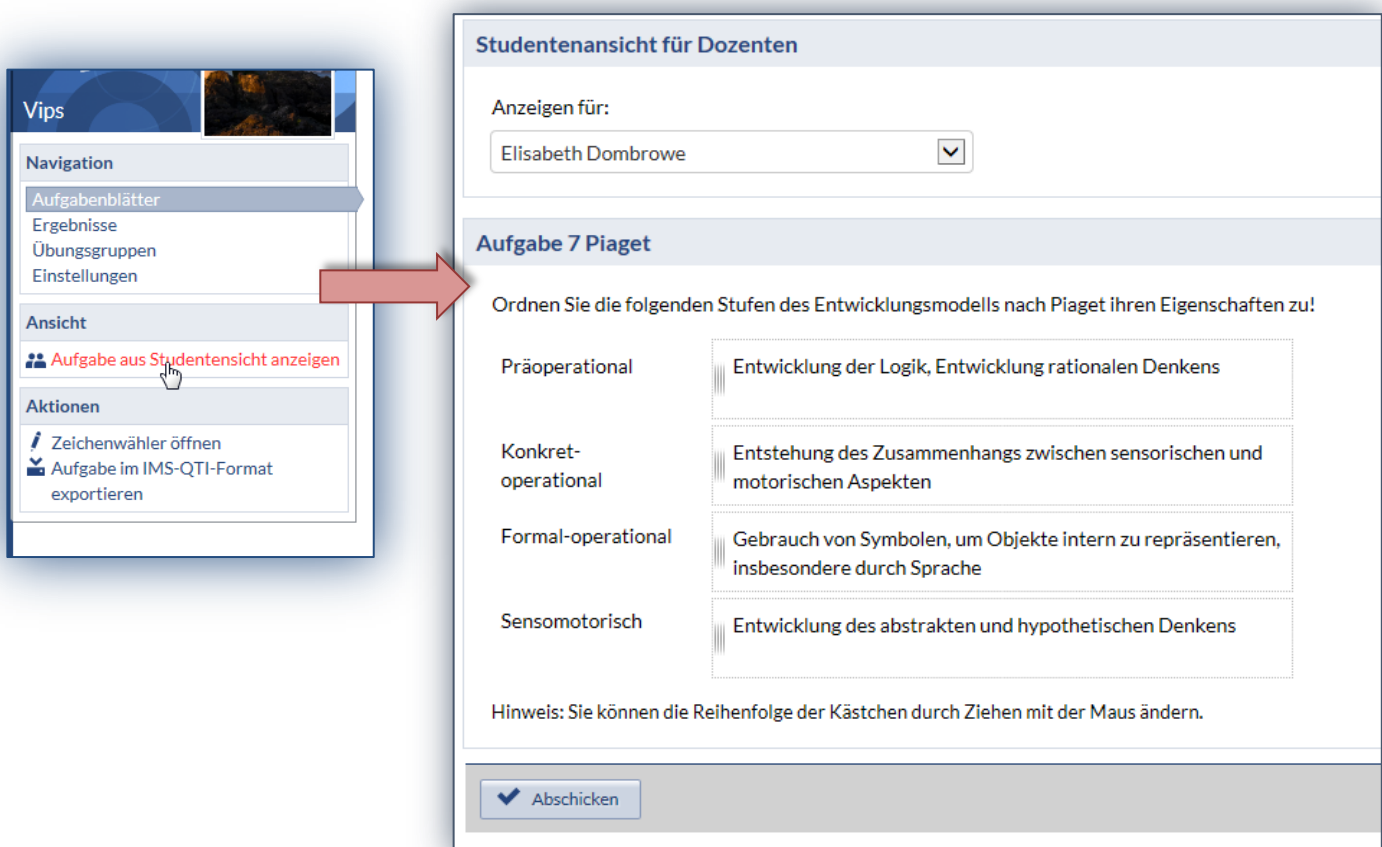 Vips
Navigation
Aufgabenblätter
Ergebnisse
Übungsgruppen
Einstellungen
Ansicht
Aufgabe aus Studentensicht anzeigen
Aktionen
Zeichenwähler öffnen
Aufgabe im IMS-QTI-Format
exportieren
Studentenansicht für Dozenten
Anzeigen für:
Elisabeth Dombrowe
Aufgabe 7 Piaget
Ordnen Sie die folgenden Stufen des Entwicklungsmodells nach Piaget ihren Eigenschaften zu!
Präoperational
Entwicklung der Logik, Entwicklung rationalen Denkens
Konkret-
operational
Entstehung des Zusammenhangs zwischen sensorischen und
motorischen Aspekten
Formal-operational
Gebrauch von Symbolen, um Objekte intern zu repräsentieren,
insbesondere durch Sprache
Sensomotorisch
Entwicklung des abstrakten und hypothetischen Denkens
Hinweis: Sie können die Reihenfolge der Kästchen durch Ziehen mit der Maus ändern.
Abschicken